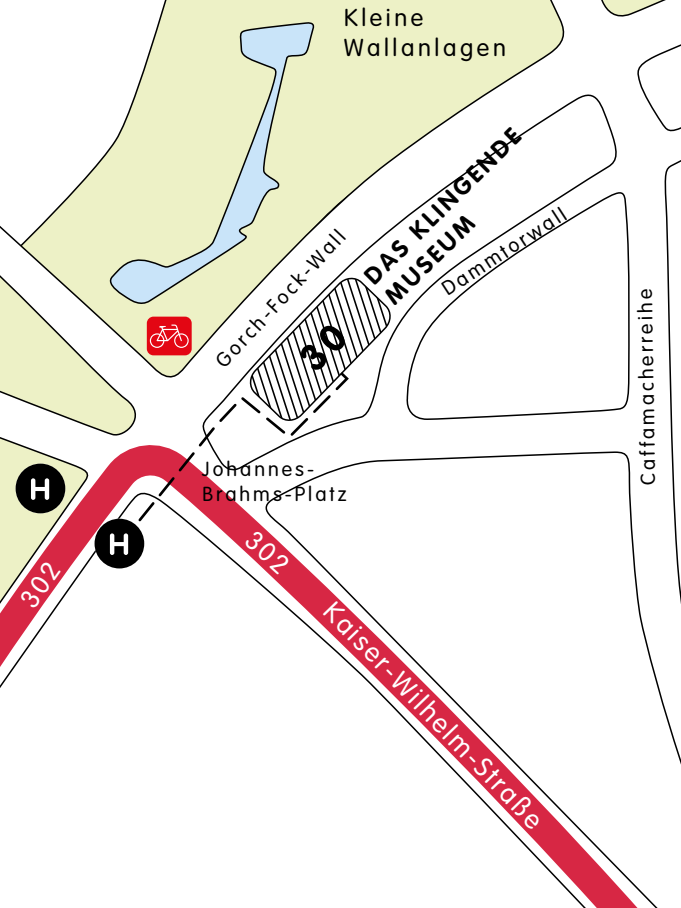 Kleine
Wallanlagen
DAS KLINGENDE
MUSEUM
Gorch-Fock-Wall
Dammtorwall
30
Caffamacherreihe
Johannes-
Brahms-Platz
H
H
302
302
Kaiser-Wilhelm-Straße